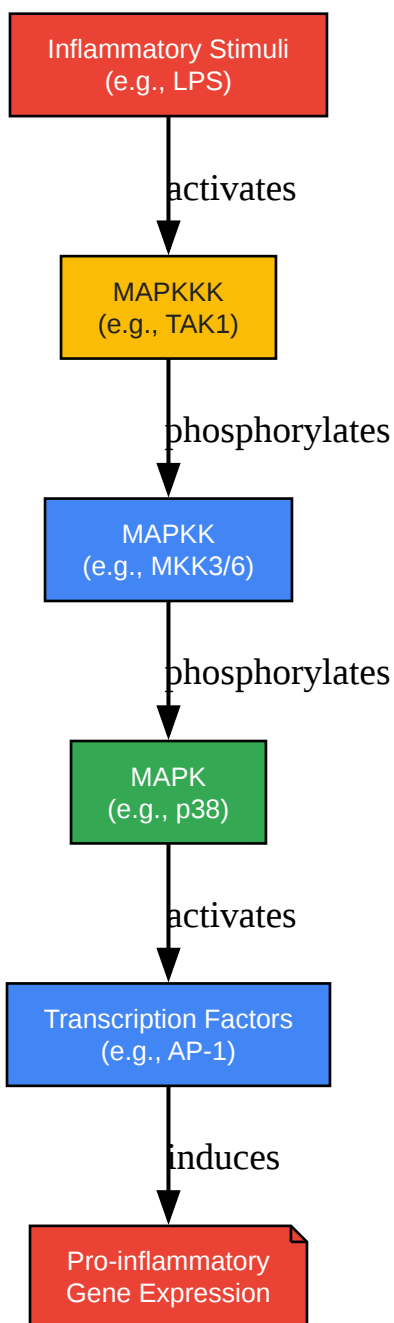 Inflammatory Stimuli
(e.g., LPS)
activates
MAPKKK
(e.g., TAK1)
phosphorylates
MAPKK
(e.g., MKK3/6)
phosphorylates
MAPK
(e.g., p38)
activates
Transcription Factors
(e.g., AP-1)
induces
Pro-inflammatory
Gene Expression